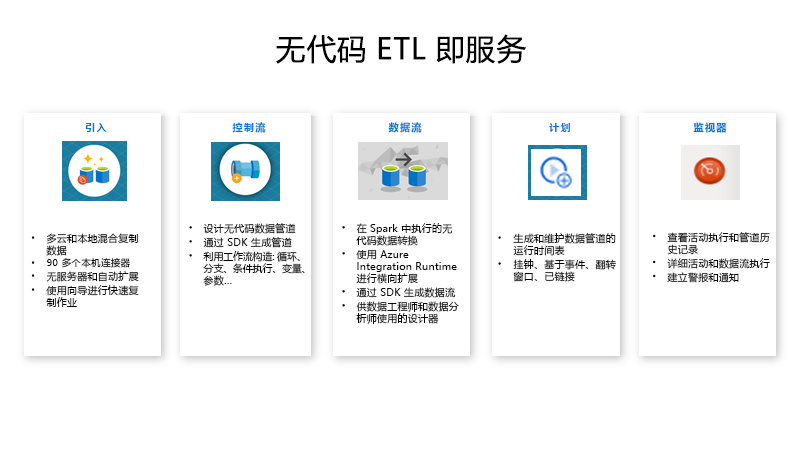 无代码 ETL 即服务
引入
• 多云和本地混合复制
数据
• 90 多个本机连接器
• 无服务器和自动扩展
• 使用向导进行快速复
制作业
控制流
• 设计无代码数据管道
• 通过 SDK 生成管道
• 利用工作流构造: 循环、
分支、条件执行、变量、
参数...
数据流
• 在 Spark 中执行的无
代码数据转换
• 使用 Azure
Integration Runtime
进行横向扩展
• 通过 SDK 生成数据流
• 供数据工程师和数据分
析师使用的设计器
计划
• 生成和维护数据管道的
运行时间表
• 挂钟、基于事件、翻转
窗口、已链接
监视器
• 查看活动执行和管道历
史记录
• 详细活动和数据流执行
• 建立警报和通知